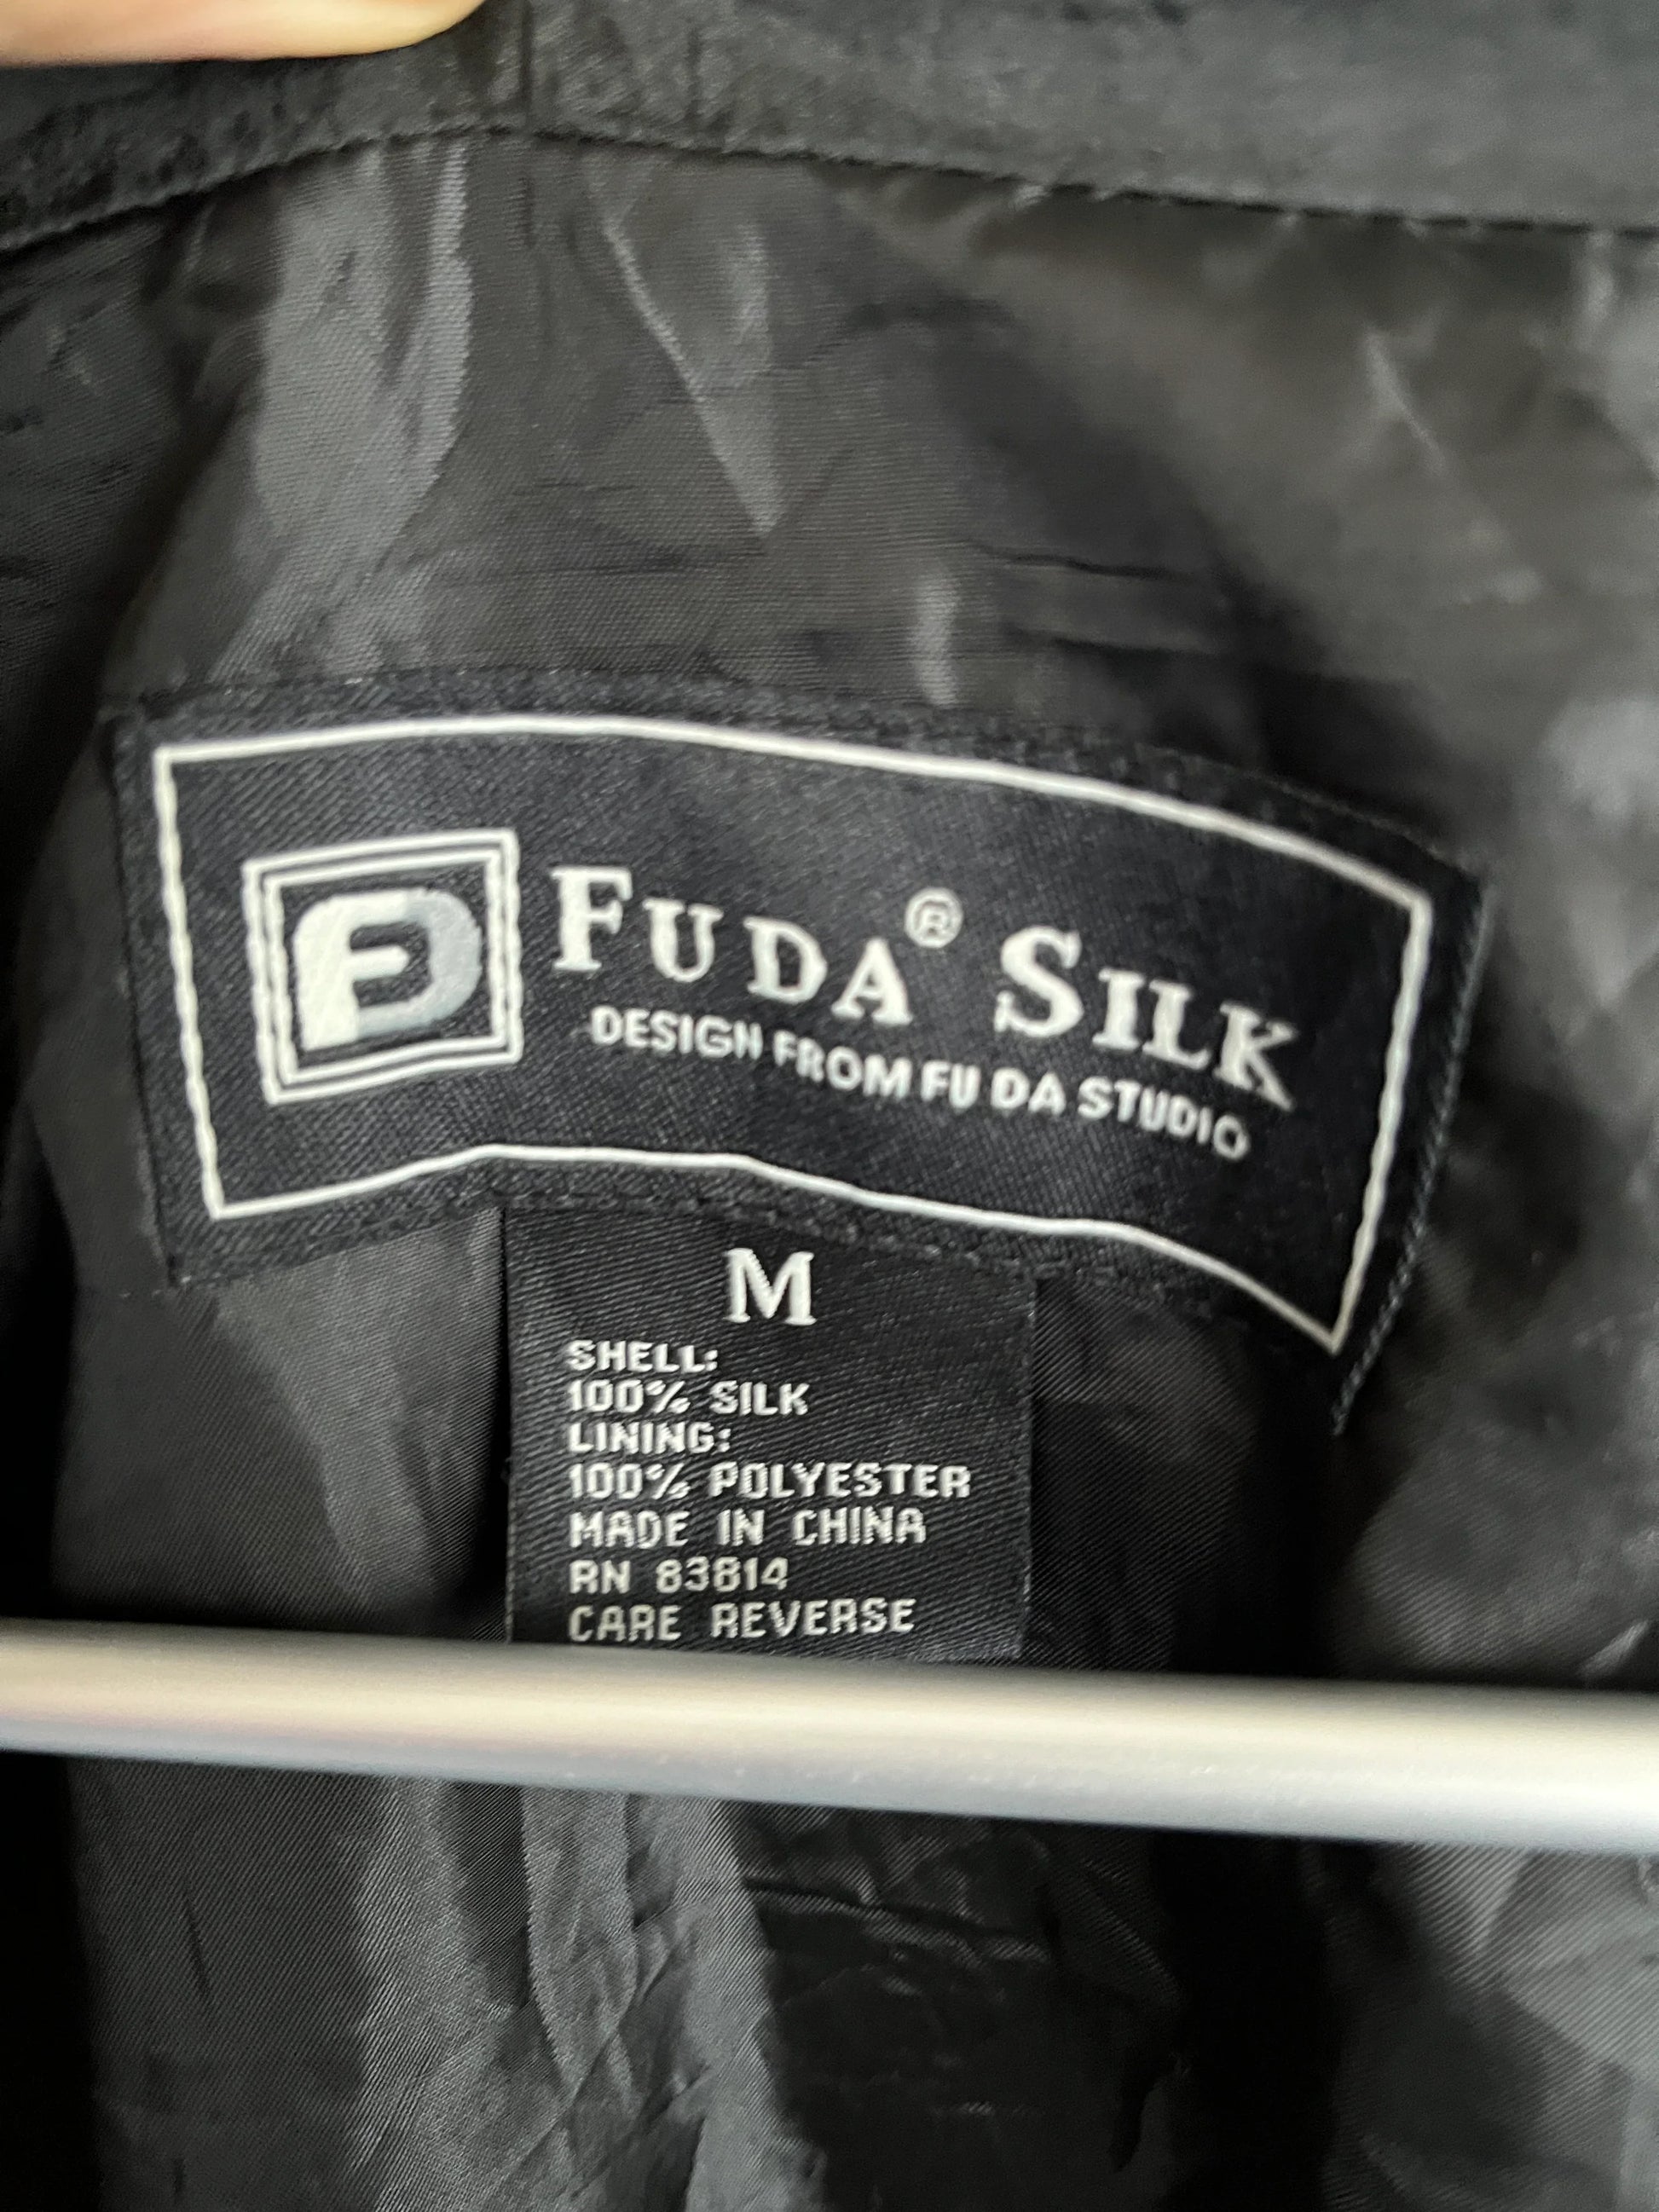 FUDA® SILK
DESIGN FROM FU DA STUDIO
M
SHELL:
100% SILK
LINING:
100% POLYESTER
MADE IN CHINA
RN 83814
CARE REVERSE